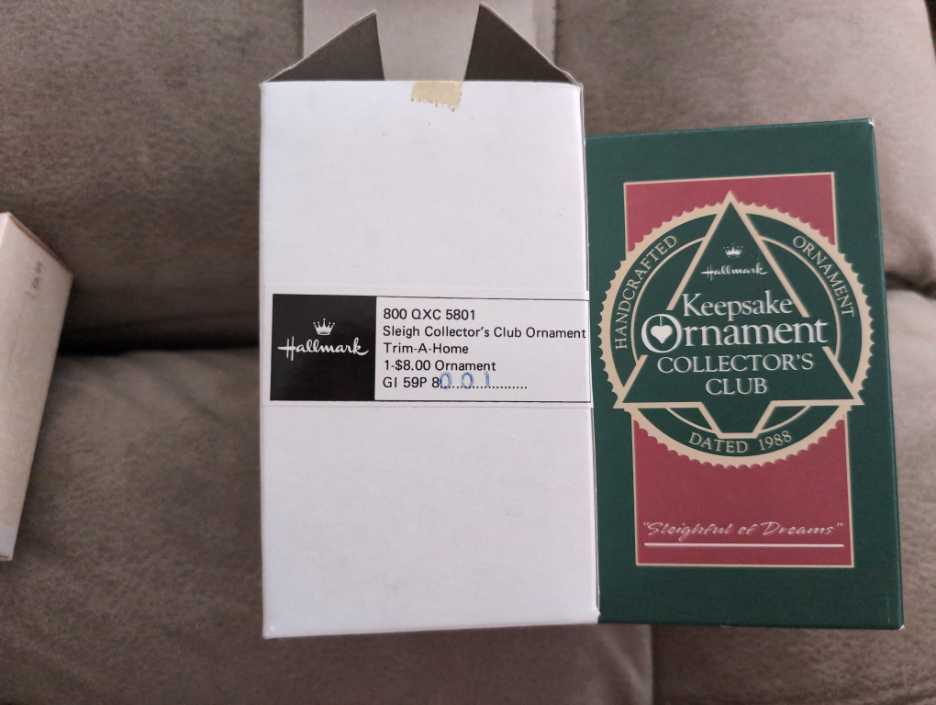 Hallmark
800 QXC 5801
Sleigh Collector's Club Ornament
Trim-A-Home
1-$8.00 Ornament
GI 59P 8001....................
HANDCRAFTED
ORNAMENT
Hallmark
Keepsake
Ornament
COLLECTOR'S
CLUB
DATED 1988
"Sleighful of Dreams"